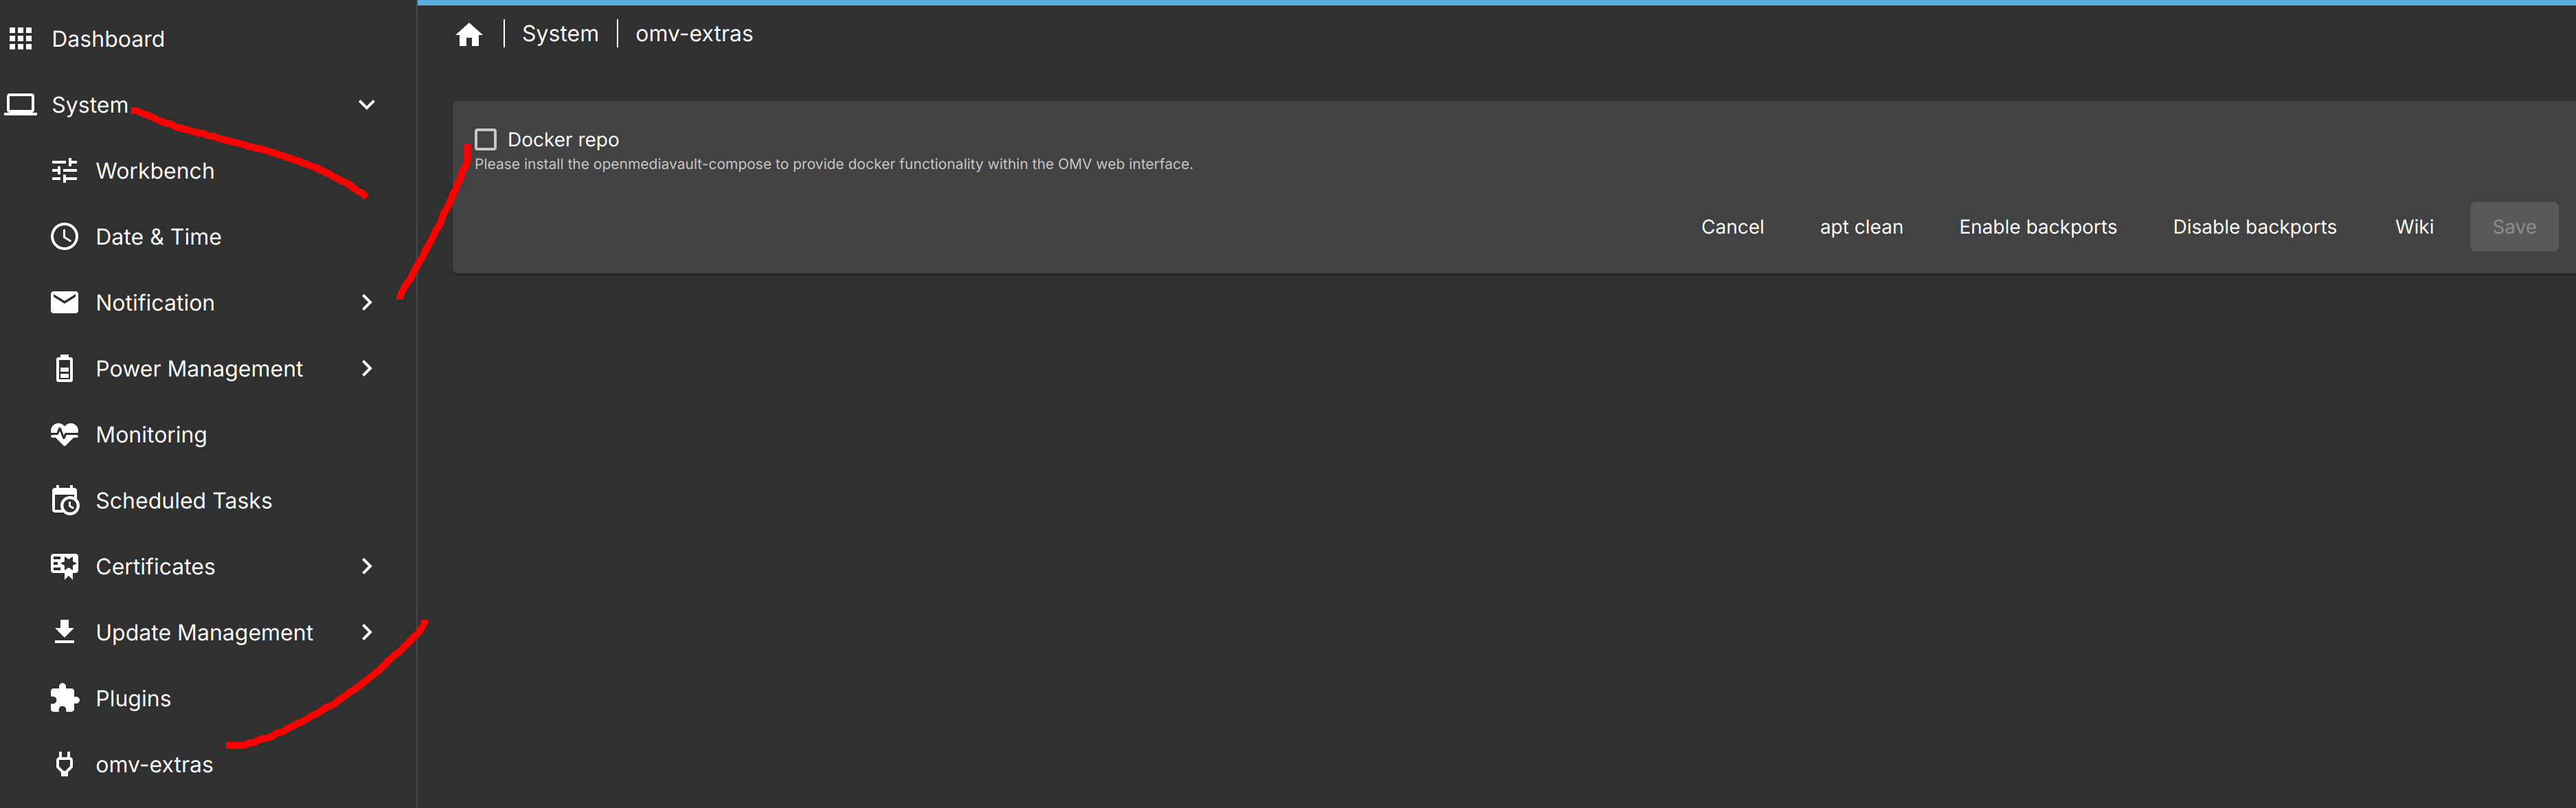 Dashboard
System
Workbench
Date & Time
Notification
Power Management
Monitoring
Scheduled Tasks
Certificates
Update Management
Plugins
omv-extras
System | omv-extras
Docker repo
Please install the openmediavault-compose to provide docker functionality within the OMV web interface.
Cancel apt clean Enable backports Disable backports Wiki Save